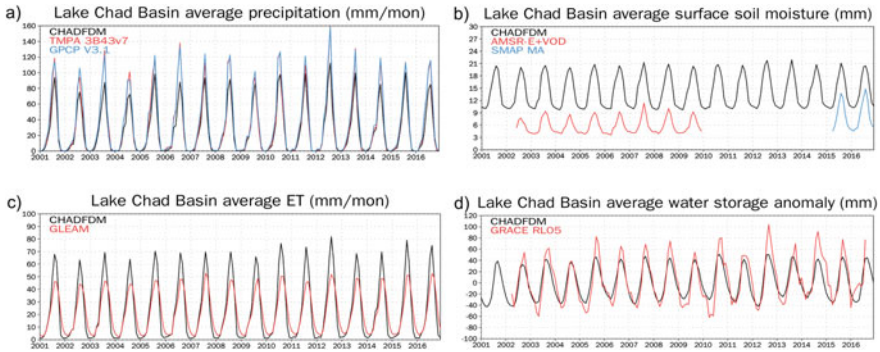 a) Lake Chad Basin average precipitation (mm/mon)
CHADFDM
TMPA 3B43v7
GPCP V3.1
160
140
120
100
80
60
40
20
0
2001 2002 2003 2004 2005 2006 2007 2008 2009 2010 2011 2012 2013 2014 2015 2016
b) Lake Chad Basin average surface soil moisture (mm)
CHADFDM
AMSR-E+VOD
SMAP MA
30
27
24
21
18
15
12
9
6
3
0
2001 2002 2003 2004 2005 2006 2007 2008 2009 2010 2011 2012 2013 2014 2015 2016
c) Lake Chad Basin average ET (mm/mon)
CHADFDM
GLEAM
100
90
80
70
60
50
40
30
20
10
0
2001 2002 2003 2004 2005 2006 2007 2008 2009 2010 2011 2012 2013 2014 2015 2016
d) Lake Chad Basin average water storage anomaly (mm)
CHADFDM
GRACE RL05
120
100
80
60
40
20
0
-20
-40
-60
-80
2001 2002 2003 2004 2005 2006 2007 2008 2009 2010 2011 2012 2013 2014 2015 2016